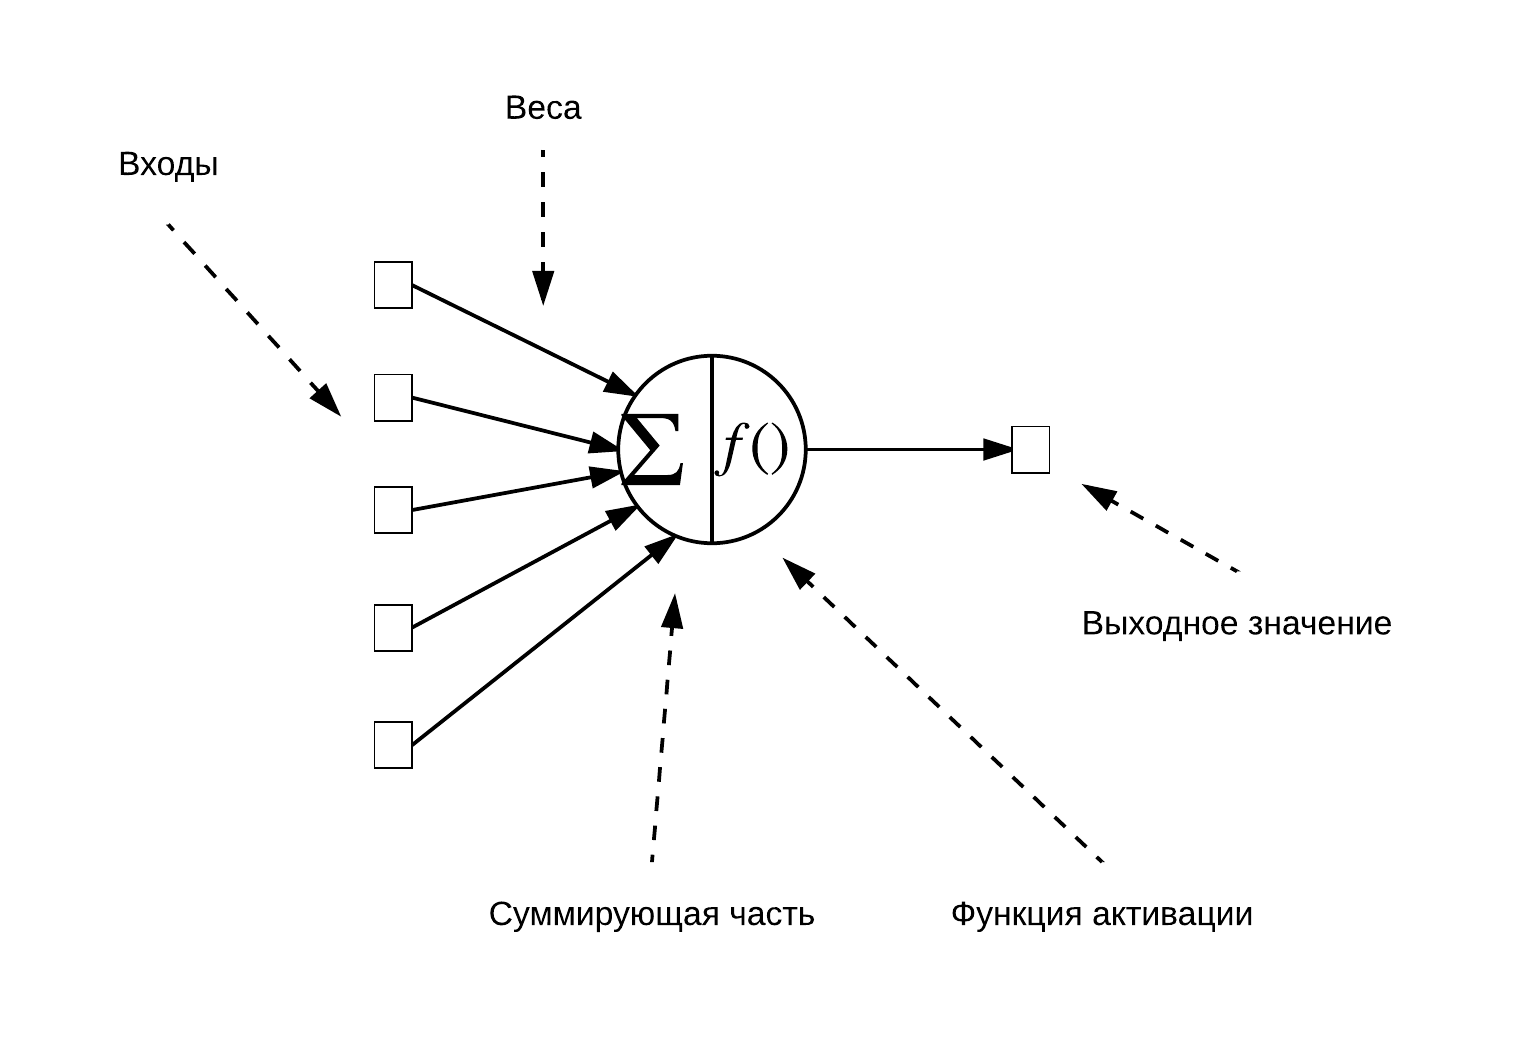 Веса
Входы
Σ f()
Выходное значение
Суммирующая часть
Функция активации